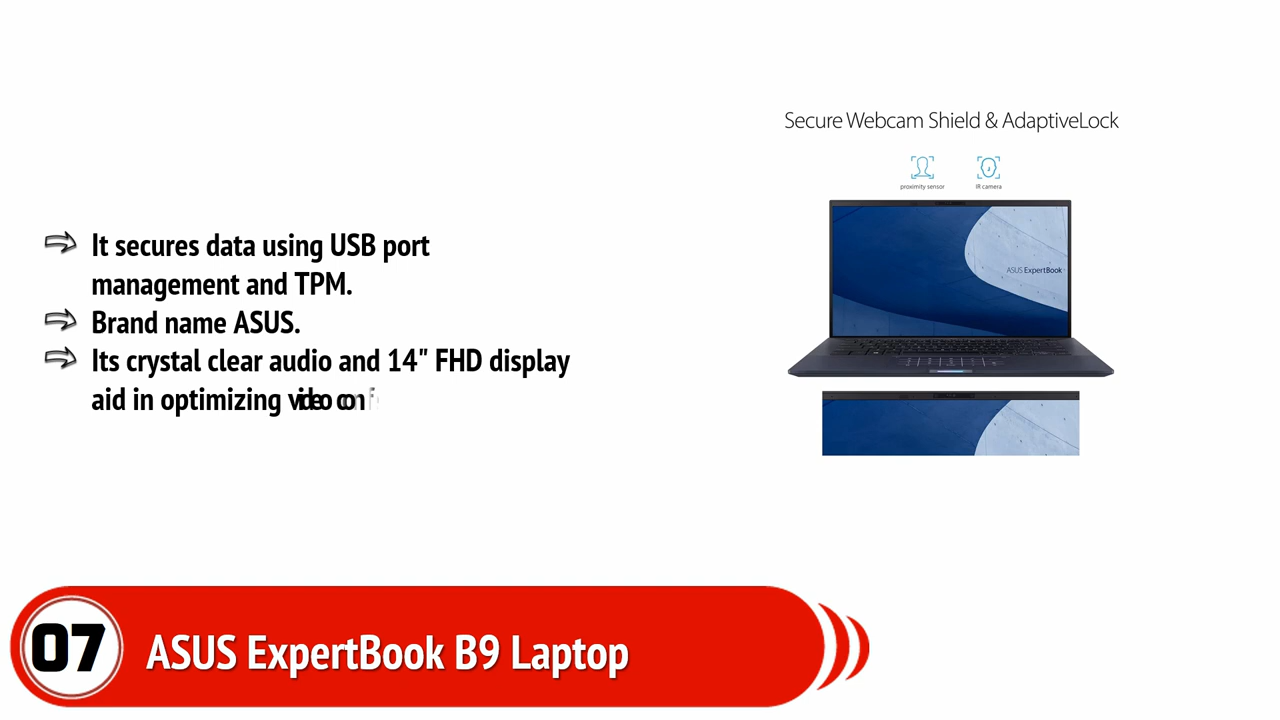 Secure Webcam Shield & AdaptiveLock
proximity sensor
IR camera
ASUS ExpertBook
It secures data using USB port
management and TPM.
Brand name ASUS.
Its crystal clear audio and 14" FHD display
aid in optimizing video
07
ASUS ExpertBook B9 Laptop